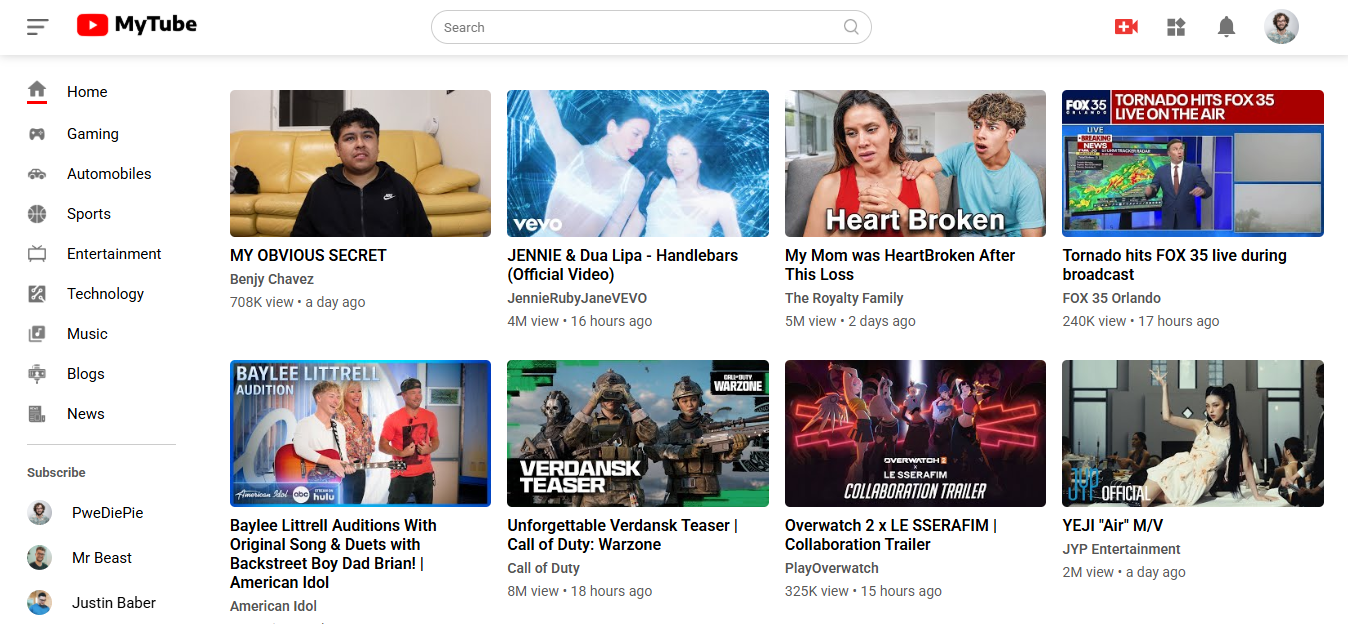 MyTube
Search
Home
Gaming
Automobiles
Sports
Entertainment
Technology
Music
Blogs
News
Subscribe
PweDiePie
Mr Beast
Justin Baber
MY OBVIOUS SECRET
Benjy Chavez
708K view • a day ago
vevo
JENNIE & Dua Lipa - Handlebars
(Official Video)
JennieRubyJaneVEVO
4M view • 16 hours ago
Heart Broken
My Mom was HeartBroken After
This Loss
The Royalty Family
5M view • 2 days ago
FOX 35
ORLANDO
TORNADO HITS FOX 35
LIVE ON THE AIR
LIVE
BREAKING
NEWS
Tornado hits FOX 35 live during
broadcast
FOX 35 Orlando
240K view • 17 hours ago
BAYLEE LITTRELL
AUDITION
American Idol abc hulu
Baylee Littrell Auditions With
Original Song & Duets with
Backstreet Boy Dad Brian! |
American Idol
American Idol
CALL OF DUTY
WARZONE
VERDANSK
TEASER
Unforgettable Verdansk Teaser |
Call of Duty: Warzone
Call of Duty
8M view • 18 hours ago
OVERWATCH 2
x
LE SSERAFIM
COLLABORATION TRAILER
Overwatch 2 x LE SSERAFIM |
Collaboration Trailer
PlayOverwatch
325K view • 15 hours ago
JYP OFFICIAL
YEJI "Air" M/V
JYP Entertainment
2M view • a day ago